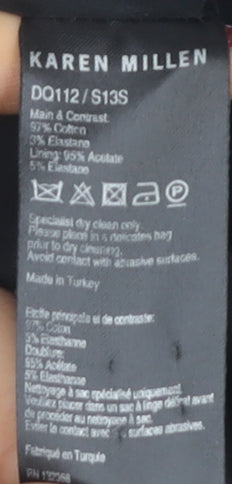 KAREN MILLEN
DQ112 / S13S
Main & Contrast
97% Cotton
3% Elastane
Lining: 95% Acetate
5% Elastane
P
Specialist dry clean only.
Please place in a delicates bag
prior to dry cleaning.
Avoid contact with abrasive surfaces.
Made in Turkey
principale et de contraste:
97% Coton
3% Elasthanne
Doublure:
95% Acétate
5% Elasthanne
Nettoyage à sec spécialisé uniquement.
Veuillez placer dans un sac à linge délicat avant
de procéder au nettoyage à sec.
Eviter le contact avec surfaces abrasives.
Fabriqué en Turquie
RN